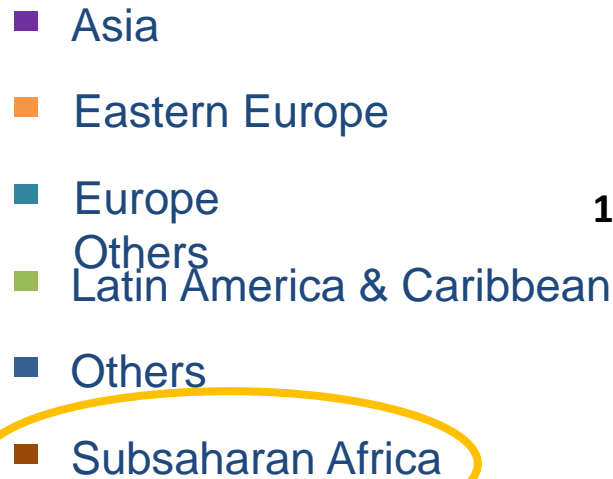 Asia
Eastern Europe
Europe
1
Others
Latin America & Caribbean
Others
Subsaharan Africa